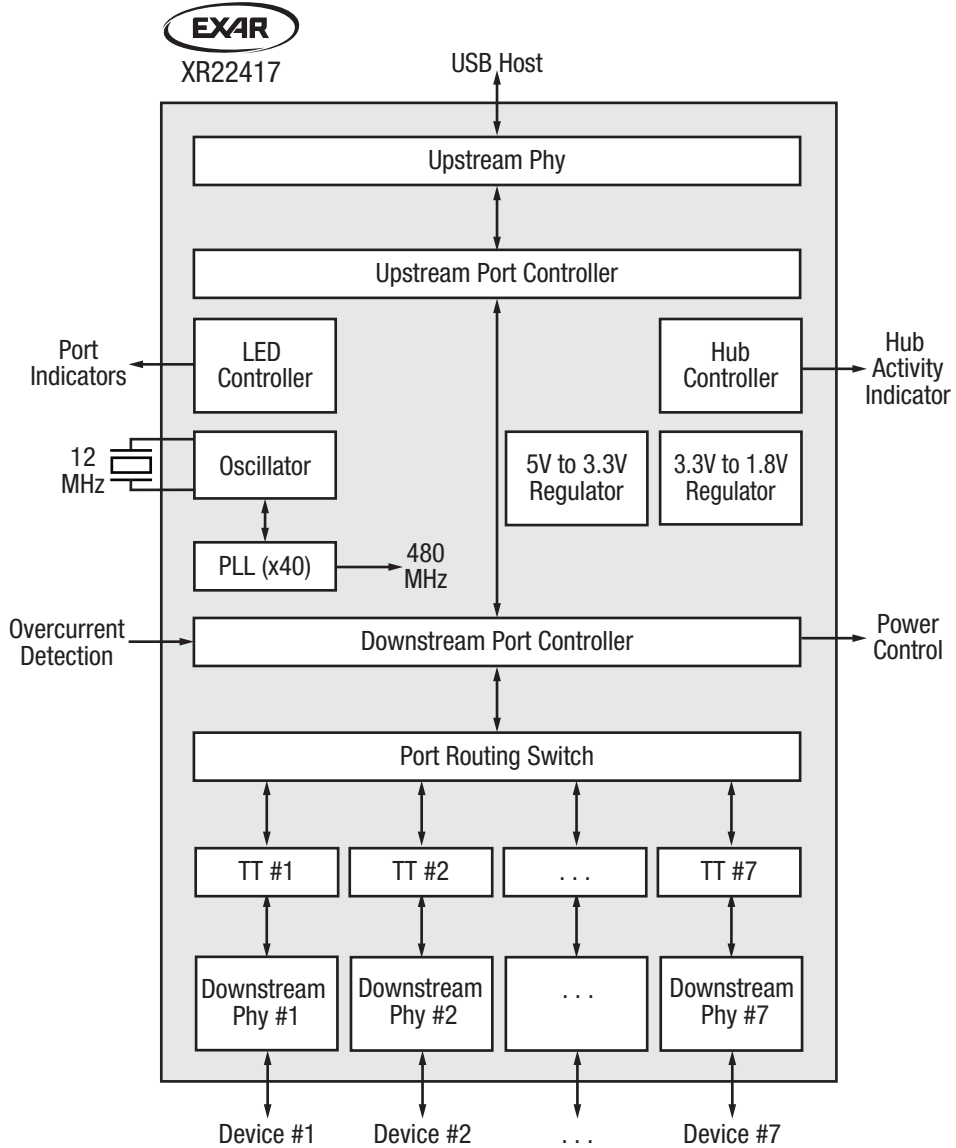 EXAR
XR22417
USB Host
Upstream Phy
Upstream Port Controller
Port
Indicators
LED
Controller
Hub
Controller
Hub
Activity
Indicator
12
MHz
Oscillator
5V to 3.3V
Regulator
3.3V to 1.8V
Regulator
PLL (x40)
480
MHz
Overcurrent
Detection
Downstream Port Controller
Power
Control
Port Routing Switch
TT #1
TT #2
. . .
TT #7
Downstream
Phy #1
Downstream
Phy #2
. . .
Downstream
Phy #7
Device #1
Device #2
. . .
Device #7